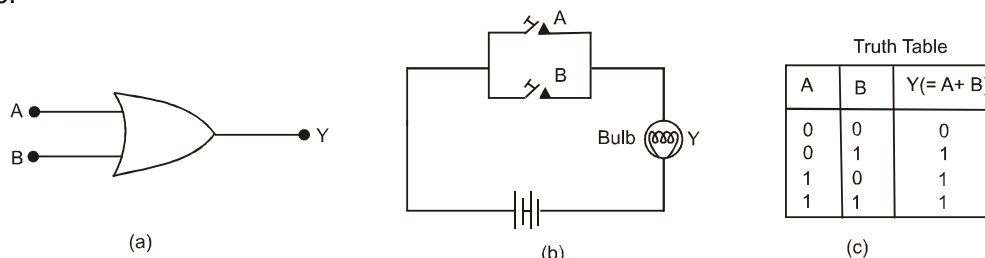 A
B
Y
(a)
A
B
Bulb
Y
(b)
Truth Table
A B Y(= A+ B)
0 0 0
0 1 1
1 0 1
1 1 1
(c)